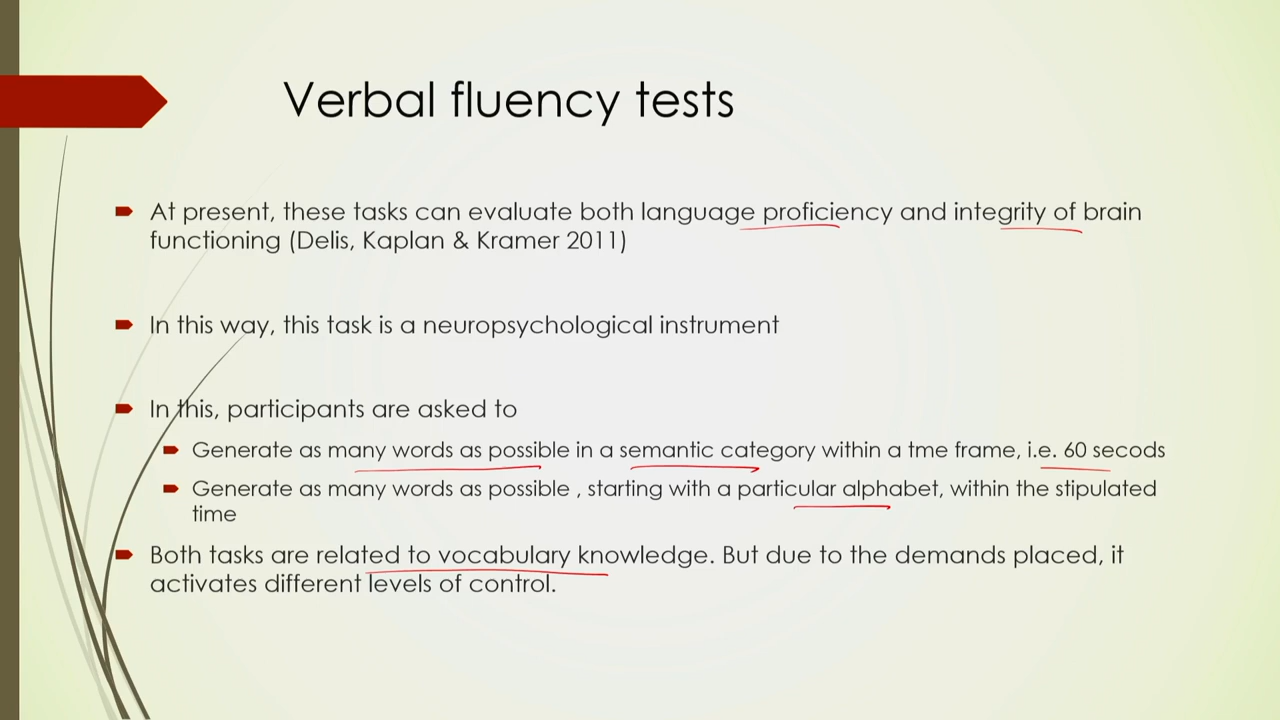 Verbal fluency tests
At present, these tasks can evaluate both language proficiency and integrity of brain
functioning (Delis, Kaplan & Kramer 2011)
In this way, this task is a neuropsychological instrument
In this, participants are asked to
Generate as many words as possible in a semantic category within a tme frame, i.e. 60 secods
Generate as many words as possible , starting with a particular alphabet, within the stipulated
time
Both tasks are related to vocabulary knowledge. But due to the demands placed, it
activates different levels of control.